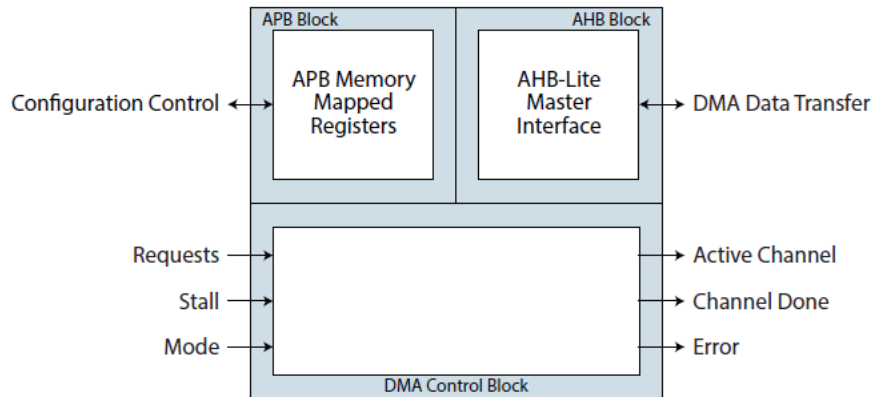 APB Block
AHB Block
APB Memory
Mapped
Registers
AHB-Lite
Master
Interface
Configuration Control
DMA Data Transfer
Requests
Active Channel
Stall
Channel Done
Mode
Error
DMA Control Block